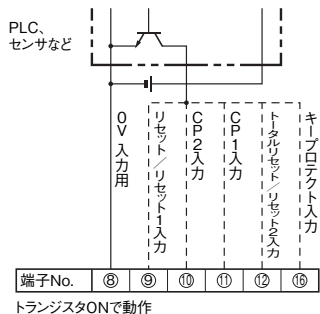 PLC、
センサなど
0V 入力用
リセット／リセット1入力
CP2入力
CP1入力
トータルリセット／リセット2入力
キープロテクト入力
端子No. ⑧ ⑨ ⑩ ⑪ ⑫ ⑯
トランジスタONで動作